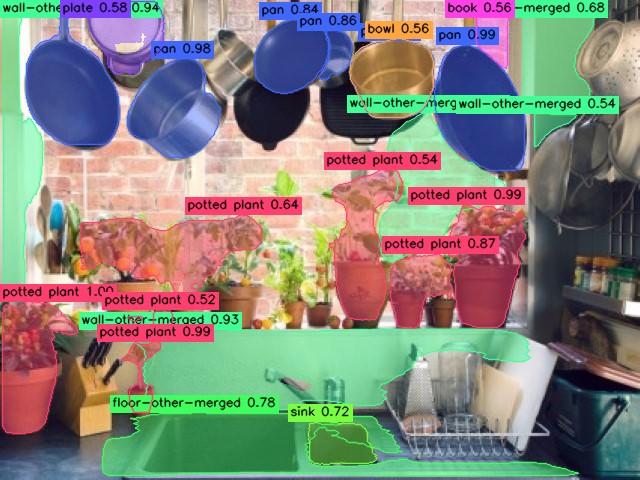 wall-othe
plate 0.58
0.94
pan 0.84
book 0.56
-merged 0.68
pan 0.86
bowl 0.56
pan 0.99
pan 0.98
wall-other-merg
wall-other-merged 0.54
potted plant 0.54
potted plant 0.99
potted plant 0.64
potted plant 0.87
potted plant 1.00
potted plant 0.52
wall-other-merged 0.93
potted plant 0.99
floor-other-merged 0.78
sink 0.72